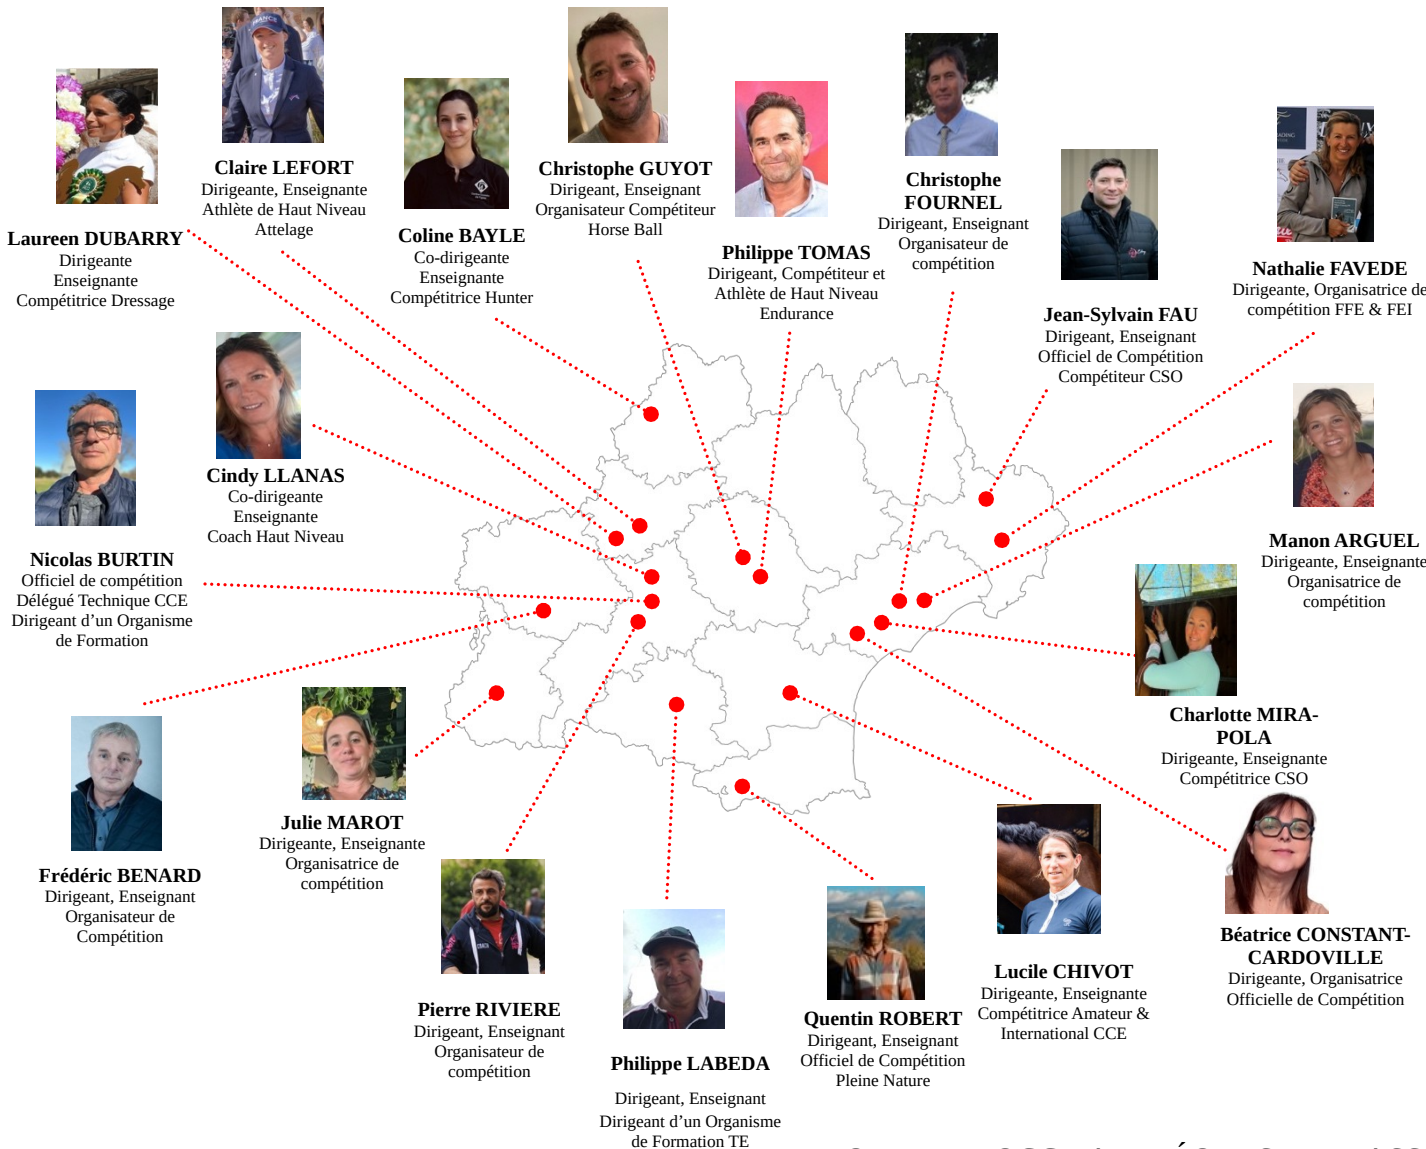 Claire LEFORT
Dirigeante, Enseignante
Athlète de Haut Niveau
Attelage
Christophe GUYOT
Dirigeant, Enseignant
Organisateur Compétiteur
Horse Ball
Christophe
FOURNEL
Dirigeant, Enseignant
Organisateur de
compétition
Laureen DUBARRY
Dirigeante
Enseignante
Compétitrice Dressage
Coline BAYLE
Co-dirigeante
Enseignante
Compétitrice Hunter
Philippe TOMAS
Dirigeant, Compétiteur et
Athlète de Haut Niveau
Endurance
Jean-Sylvain FAU
Dirigeant, Enseignant
Officiel de Compétition
Compétiteur CSO
Nathalie FAVEDE
Dirigeante, Organisatrice de
compétition FFE & FEI
Cindy LLANAS
Co-dirigeante
Enseignante
Coach Haut Niveau
Nicolas BURTIN
Officiel de compétition
Délégué Technique CCE
Dirigeant d’un Organisme
de Formation
Manon ARGUEL
Dirigeante, Enseignante
Organisatrice de
compétition
Charlotte MIRA-
POLA
Dirigeante, Enseignante
Compétitrice CSO
Frédéric BENARD
Dirigeant, Enseignant
Organisateur de
Compétition
Julie MAROT
Dirigeante, Enseignante
Organisatrice de
compétition
Pierre RIVIERE
Dirigeant, Enseignant
Organisateur de
compétition
Philippe LABEDA
Dirigeant, Enseignant
Dirigeant d’un Organisme
de Formation TE
Quentin ROBERT
Dirigeant, Enseignant
Officiel de Compétition
Pleine Nature
Lucile CHIVOT
Dirigeante, Enseignante
Compétitrice Amateur &
International CCE
Béatrice CONSTANT-
CARDOVILLE
Dirigeante, Organisatrice
Officielle de Compétition